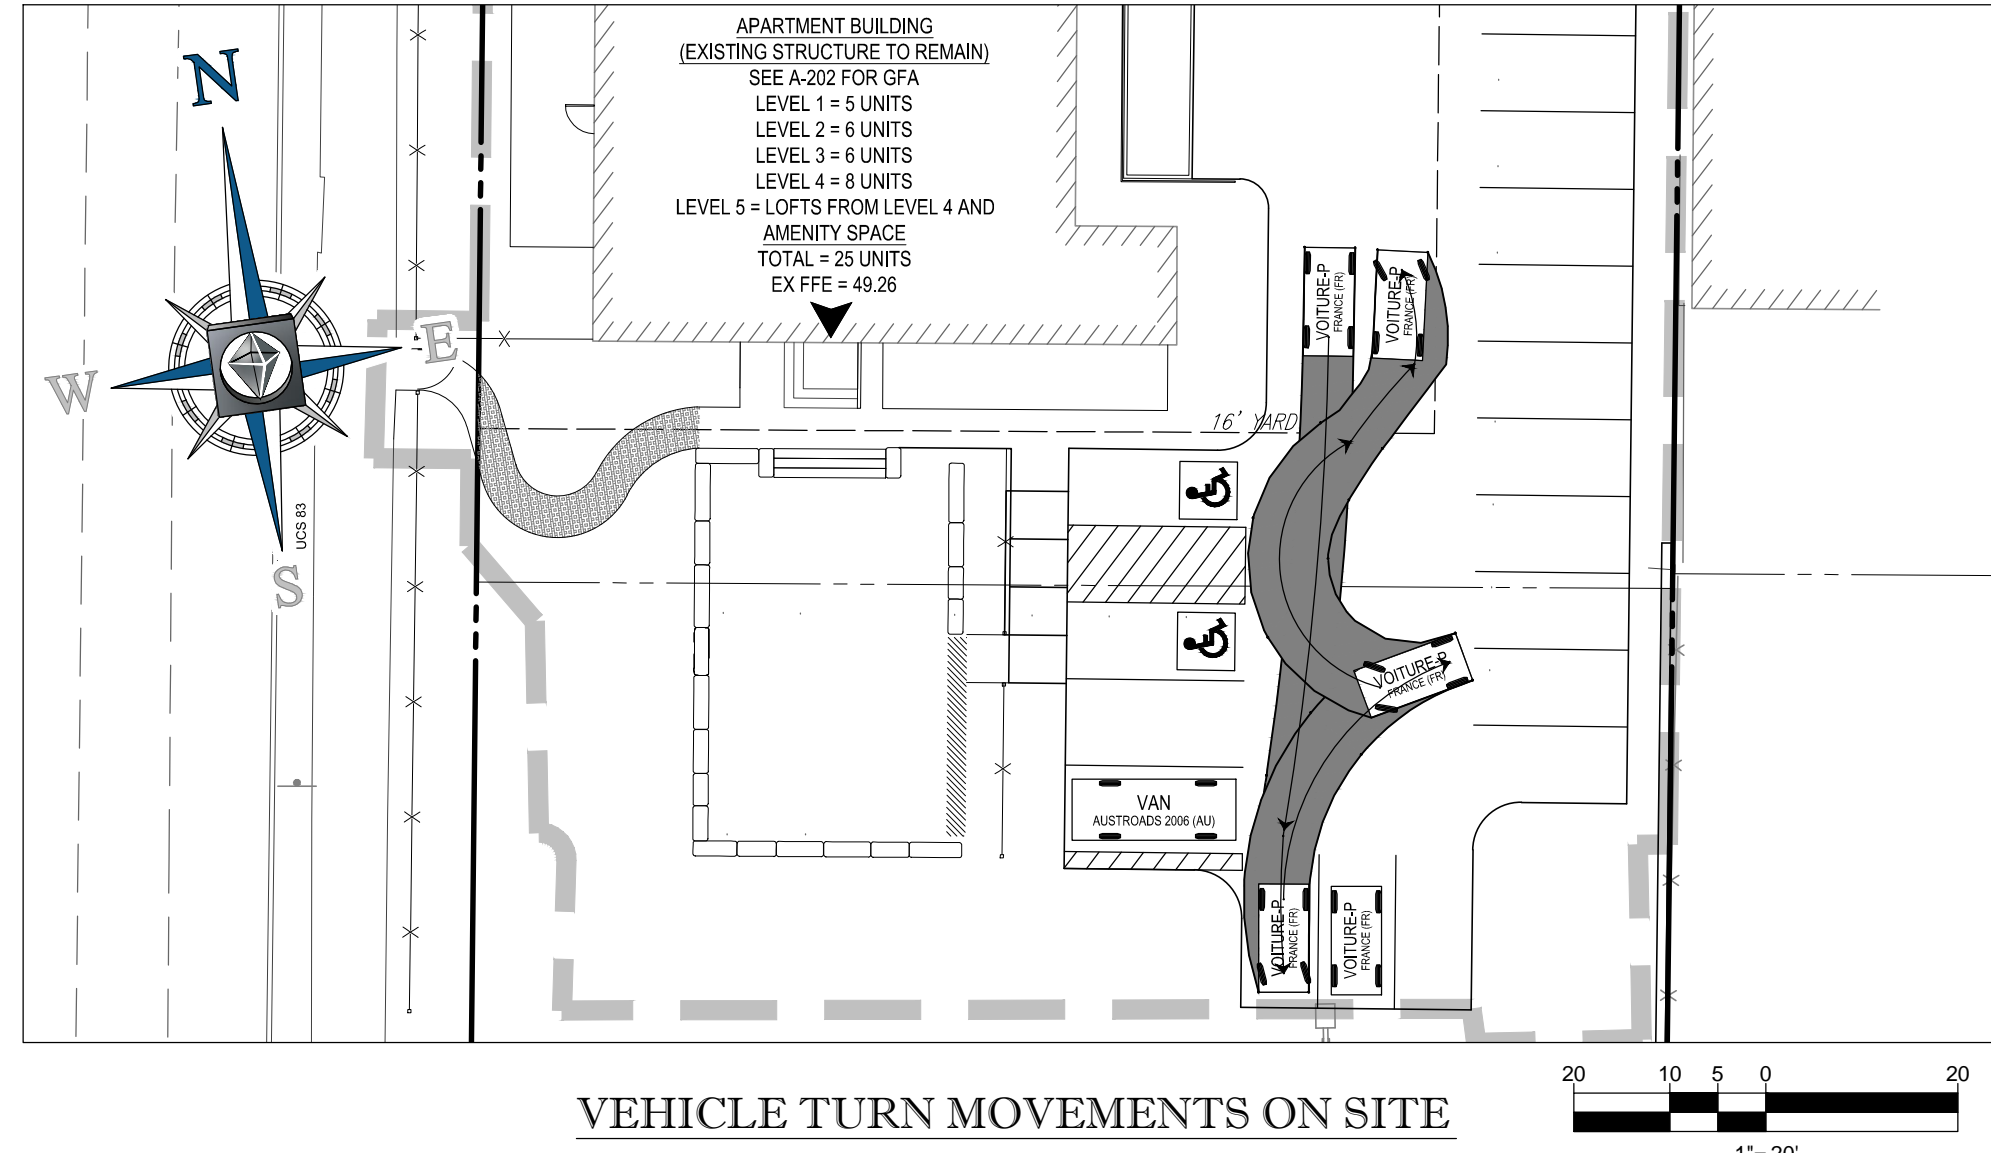 APARTMENT BUILDING
(EXISTING STRUCTURE TO REMAIN)
SEE A-202 FOR GFA
LEVEL 1 = 5 UNITS
LEVEL 2 = 6 UNITS
LEVEL 3 = 6 UNITS
LEVEL 4 = 8 UNITS
LEVEL 5 = LOFTS FROM LEVEL 4 AND
AMENITY SPACE
TOTAL = 25 UNITS
EX FFE = 49.26
N
E
W
S
UCS 83
16' YARD
VOITURE-P
FRANCE (FR)
VOITURE-P
FRANCE (FR)
VOITURE-P
FRANCE (FR)
VAN
AUSTROADS 2006 (AU)
VOITURE-P
FRANCE (FR)
VOITURE-P
FRANCE (FR)
VEHICLE TURN MOVEMENTS ON SITE
20 10 5 0 20
1"= 20'